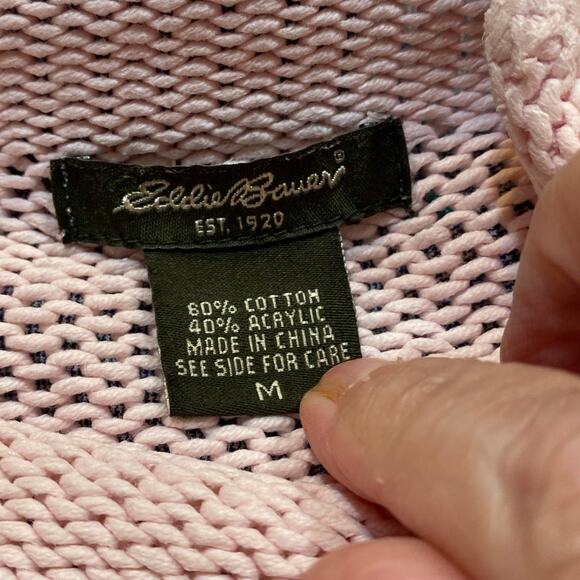 Eddie Bauer®
EST. 1920
60% COTTON
40% ACRYLIC
MADE IN CHINA
SEE SIDE FOR CARE
M